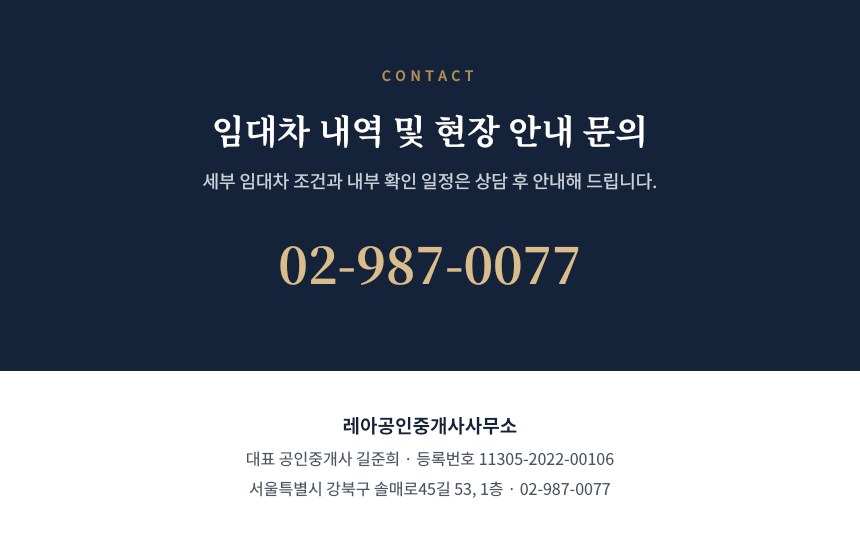 CONTACT
임대차 내역 및 현장 안내 문의
세부 임대차 조건과 내부 확인 일정은 상담 후 안내해 드립니다.
02-987-0077
레아공인중개사사무소
대표 공인중개사 길준희 · 등록번호 11305-2022-00106
서울특별시 강북구 솔매로45길 53, 1층 · 02-987-0077